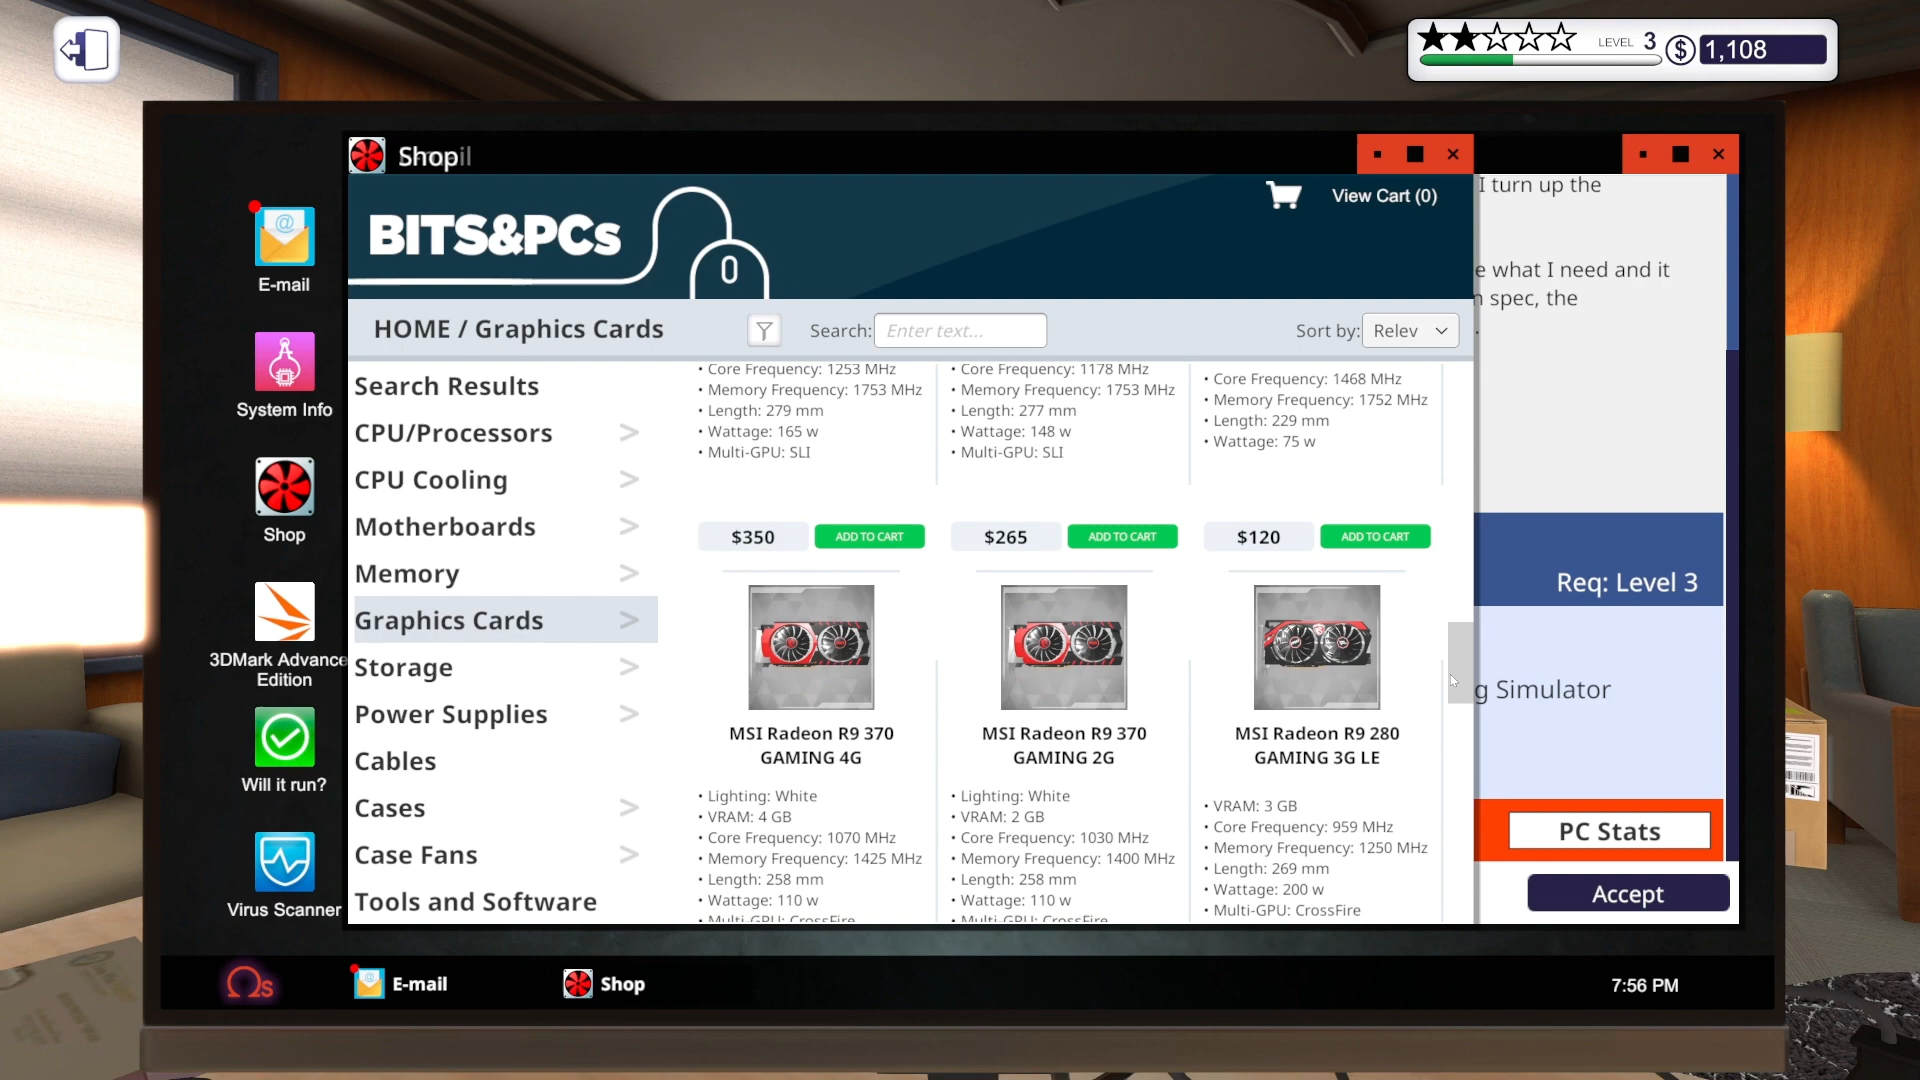 LEVEL 3
$ 1,108
Shop
View Cart (0)
BITS&PCs
HOME / Graphics Cards
Search: Enter text...
Sort by: Relev
I turn up the
e what I need and it
n spec, the
E-mail
System Info
Shop
3DMark Advance
Edition
Will it run?
Virus Scanner
Search Results
CPU/Processors >
CPU Cooling >
Motherboards >
Memory >
Graphics Cards >
Storage >
Power Supplies >
Cables
Cases >
Case Fans >
Tools and Software
• Core Frequency: 1253 MHz
• Memory Frequency: 1753 MHz
• Length: 279 mm
• Wattage: 165 w
• Multi-GPU: SLI
$350 ADD TO CART
• Core Frequency: 1178 MHz
• Memory Frequency: 1753 MHz
• Length: 277 mm
• Wattage: 148 w
• Multi-GPU: SLI
$265 ADD TO CART
• Core Frequency: 1468 MHz
• Memory Frequency: 1752 MHz
• Length: 229 mm
• Wattage: 75 w
$120 ADD TO CART
MSI Radeon R9 370
GAMING 4G
• Lighting: White
• VRAM: 4 GB
• Core Frequency: 1070 MHz
• Memory Frequency: 1425 MHz
• Length: 258 mm
• Wattage: 110 w
• Multi-GPU: CrossFire
MSI Radeon R9 370
GAMING 2G
• Lighting: White
• VRAM: 2 GB
• Core Frequency: 1030 MHz
• Memory Frequency: 1400 MHz
• Length: 258 mm
• Wattage: 110 w
• Multi-GPU: CrossFire
MSI Radeon R9 280
GAMING 3G LE
• VRAM: 3 GB
• Core Frequency: 959 MHz
• Memory Frequency: 1250 MHz
• Length: 269 mm
• Wattage: 200 w
• Multi-GPU: CrossFire
Req: Level 3
g Simulator
PC Stats
Accept
Ωs
E-mail
Shop
7:56 PM